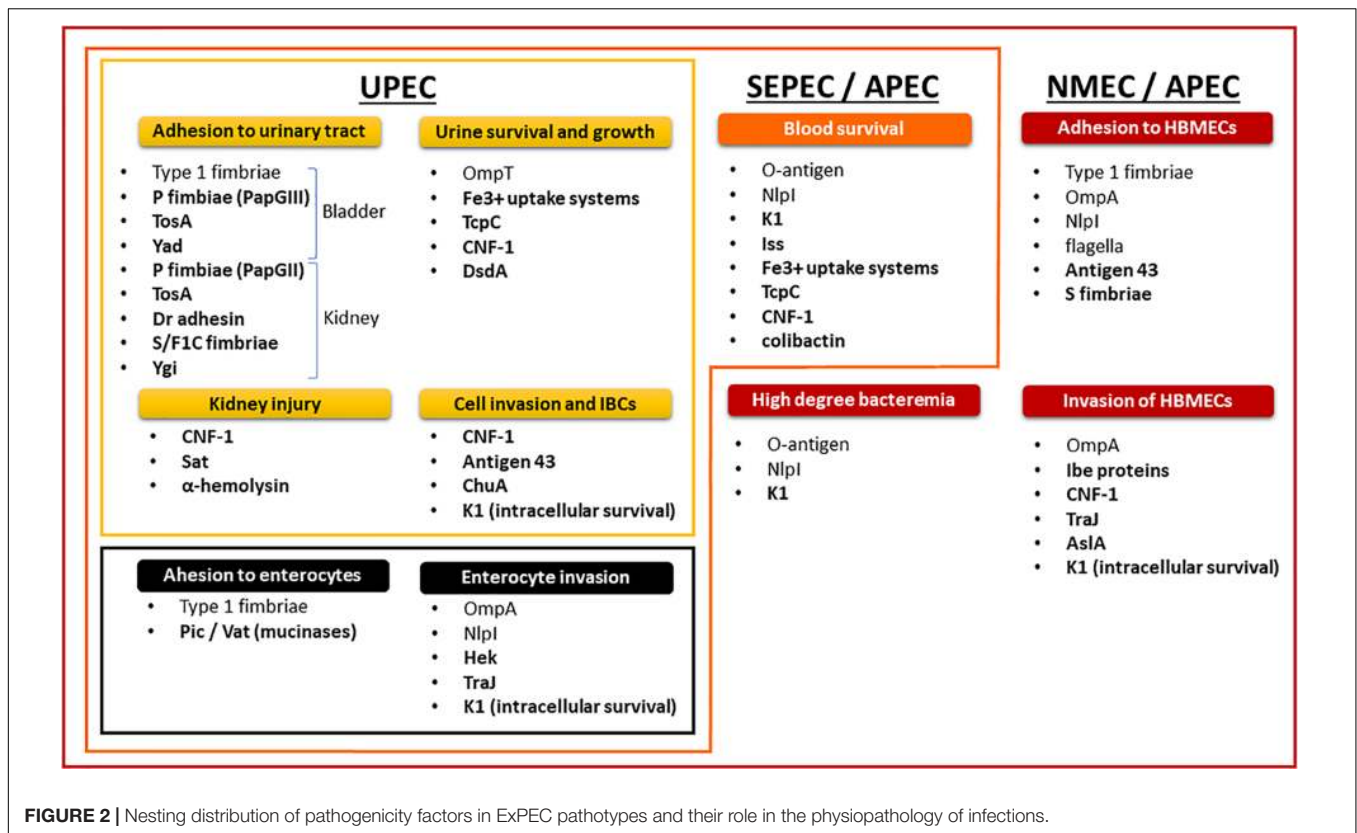 UPEC
Adhesion to urinary tract
• Type 1 fimbriae
• P fimbiae (PapGIII)
• TosA
• Yad
Bladder
• P fimbiae (PapGII)
• TosA
• Dr adhesin
• S/F1C fimbriae
• Ygi
Kidney
Urine survival and growth
• OmpT
• Fe3+ uptake systems
• TcpC
• CNF-1
• DsdA
Kidney injury
• CNF-1
• Sat
• α-hemolysin
Cell invasion and IBCs
• CNF-1
• Antigen 43
• ChuA
• K1 (intracellular survival)
Ahesion to enterocytes
• Type 1 fimbriae
• Pic / Vat (mucinases)
Enterocyte invasion
• OmpA
• NlpI
• Hek
• TraJ
• K1 (intracellular survival)
SEPEC / APEC
Blood survival
• O-antigen
• NlpI
• K1
• Iss
• Fe3+ uptake systems
• TcpC
• CNF-1
• colibactin
High degree bacteremia
• O-antigen
• NlpI
• K1
NMEC / APEC
Adhesion to HBMECs
• Type 1 fimbriae
• OmpA
• NlpI
• flagella
• Antigen 43
• S fimbriae
Invasion of HBMECs
• OmpA
• Ibe proteins
• CNF-1
• TraJ
• AslA
• K1 (intracellular survival)
FIGURE 2 | Nesting distribution of pathogenicity factors in ExPEC pathotypes and their role in the physiopathology of infections.